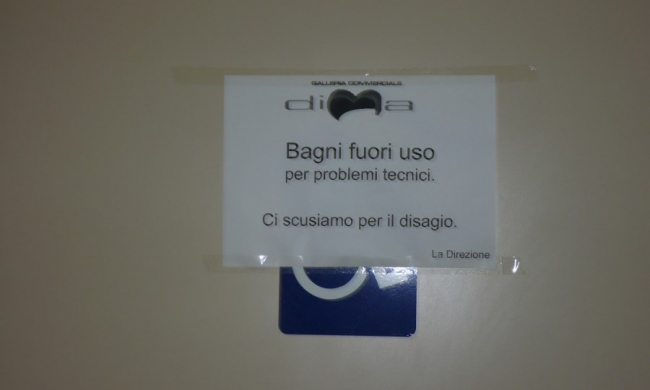 GALLERIA COMMERCIALE
dima
Bagni fuori uso
per problemi tecnici.
Ci scusiamo per il disagio.
La Direzione